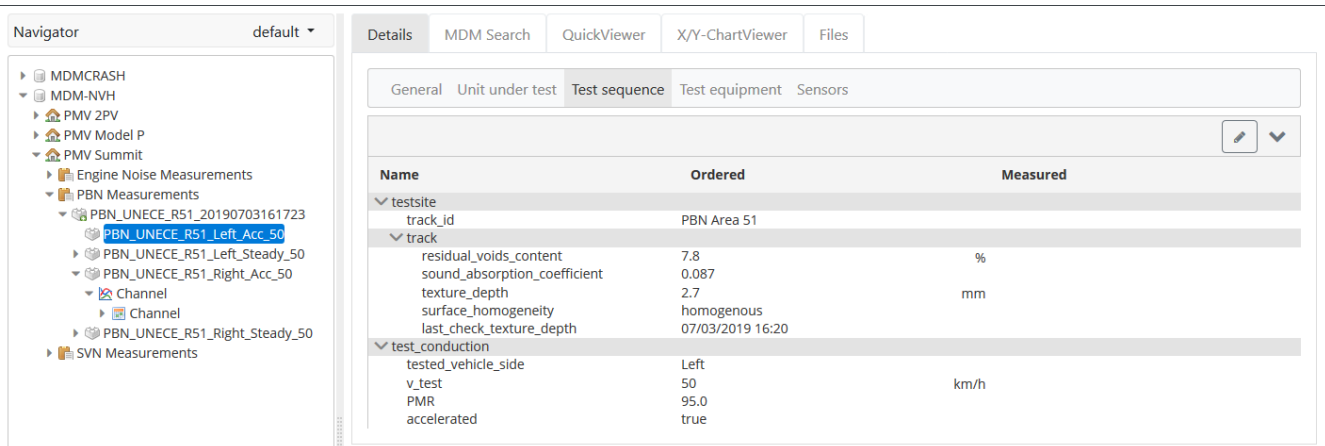 Navigator default
MDMCRASH
MDM-NVH
PMV 2PV
PMV Model P
PMV Summit
Engine Noise Measurements
PBN Measurements
PBN_UNECE_R51_20190703161723
PBN_UNECE_R51_Left_Acc_50
PBN_UNECE_R51_Left_Steady_50
PBN_UNECE_R51_Right_Acc_50
Channel
Channel
PBN_UNECE_R51_Right_Steady_50
SVN Measurements
Details MDM Search QuickViewer X/Y-ChartViewer Files
General Unit under test Test sequence Test equipment Sensors
Name Ordered Measured
testsite
track_id PBN Area 51
track
residual_voids_content 7.8 %
sound_absorption_coefficient 0.087
texture_depth 2.7 mm
surface_homogeneity homogenous
last_check_texture_depth 07/03/2019 16:20
test_conduction
tested_vehicle_side Left
v_test 50 km/h
PMR 95.0
accelerated true